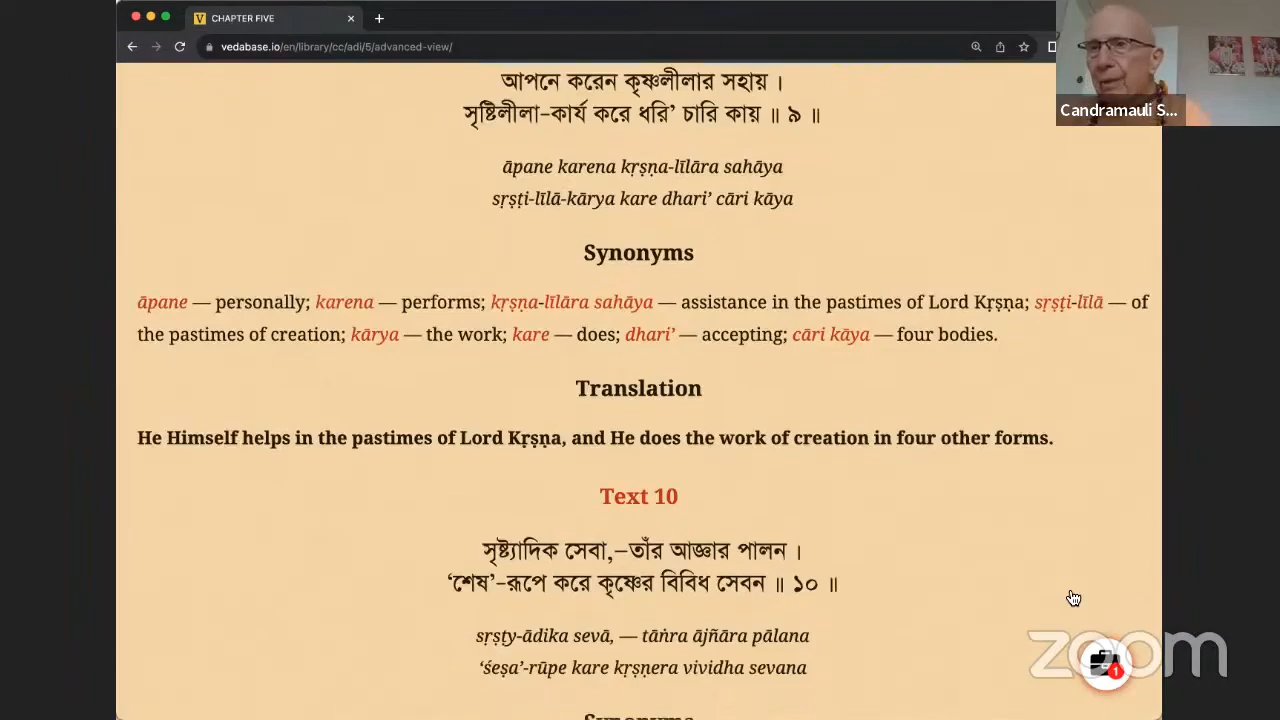 CHAPTER FIVE
vedabase.io/en/library/cc/adi/5/advanced-view/
Candramauli S...
আপনে করেন কৃষ্ণলীলার সহায় ।
সৃষ্টিলীলা-কার্য করে ধরি’ চারি কায় ॥ ৯ ॥
āpane karena kṛṣṇa-līlāra sahāya
sṛṣṭi-līlā-kārya kare dhari’ cāri kāya
Synonyms
āpane — personally; karena — performs; kṛṣṇa-līlāra sahāya — assistance in the pastimes of Lord Kṛṣṇa; sṛṣṭi-līlā — of
the pastimes of creation; kārya — the work; kare — does; dhari’ — accepting; cāri kāya — four bodies.
Translation
He Himself helps in the pastimes of Lord Kṛṣṇa, and He does the work of creation in four other forms.
Text 10
সৃষ্ট্যাদিক সেবা,—তাঁর আজ্ঞার পালন ।
‘শেষ’-রূপে করে কৃষ্ণের বিবিধ সেবন ॥ ১০ ॥
sṛṣṭy-ādika sevā, — tāṅra ājñāra pālana
‘śeṣa’-rūpe kare kṛṣṇera vividha sevana
zoom
1
Synonyms